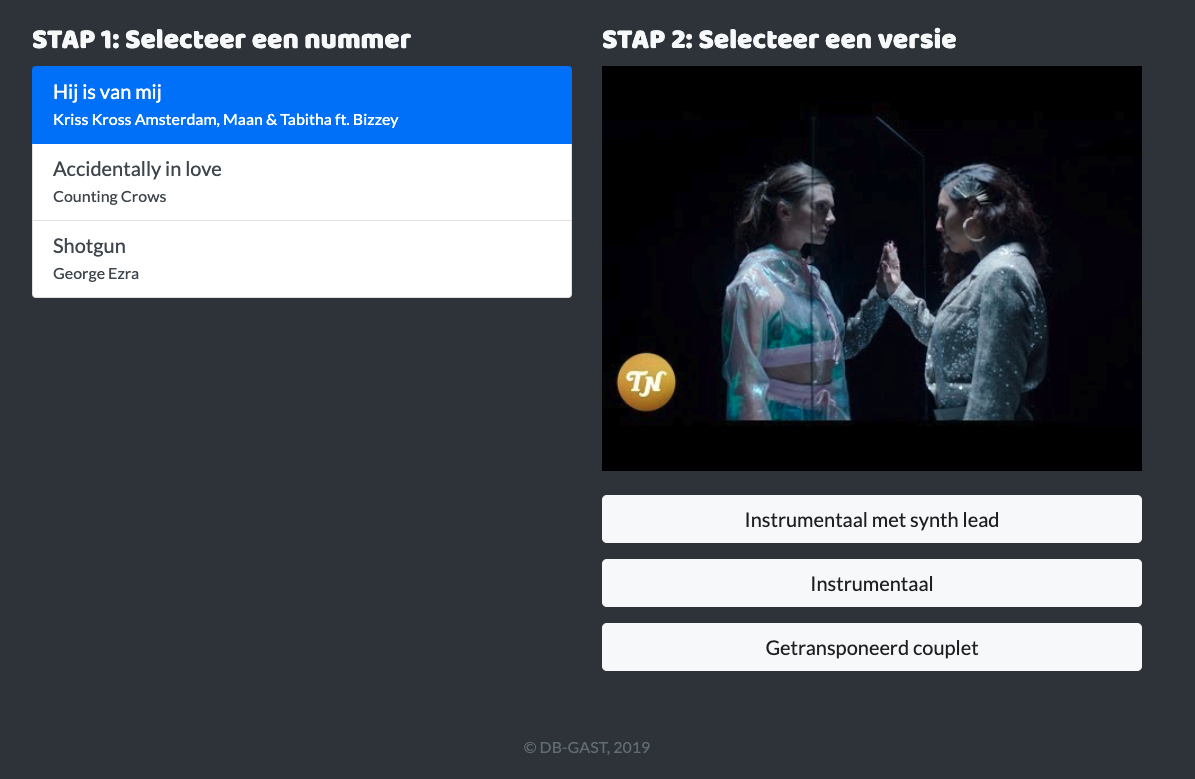 STAP 1: Selecteer een nummer
Hij is van mij
Kriss Kross Amsterdam, Maan & Tabitha ft. Bizzey
Accidentally in love
Counting Crows
Shotgun
George Ezra
STAP 2: Selecteer een versie
TN
Instrumentaal met synth lead
Instrumentaal
Getransponeerd couplet
© DB-GAST, 2019